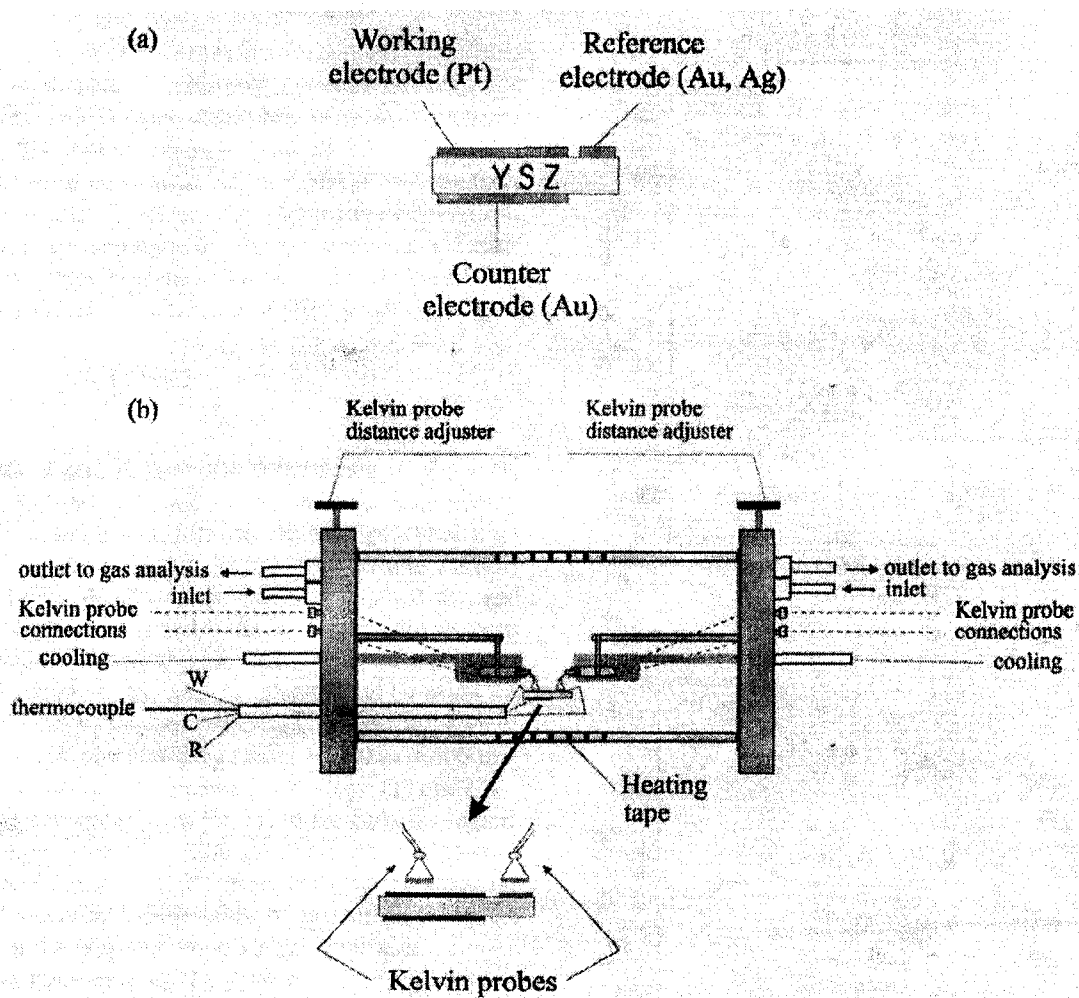 (a)
Working
electrode (Pt)
Reference
electrode (Au, Ag)
Y S Z
Counter
electrode (Au)
(b)
Kelvin probe
distance adjuster
Kelvin probe
distance adjuster
outlet to gas analysis
inlet
Kelvin probe
connections
cooling
W
thermocouple
C
R
outlet to gas analysis
inlet
Kelvin probe
connections
cooling
Heating
tape
Kelvin probes